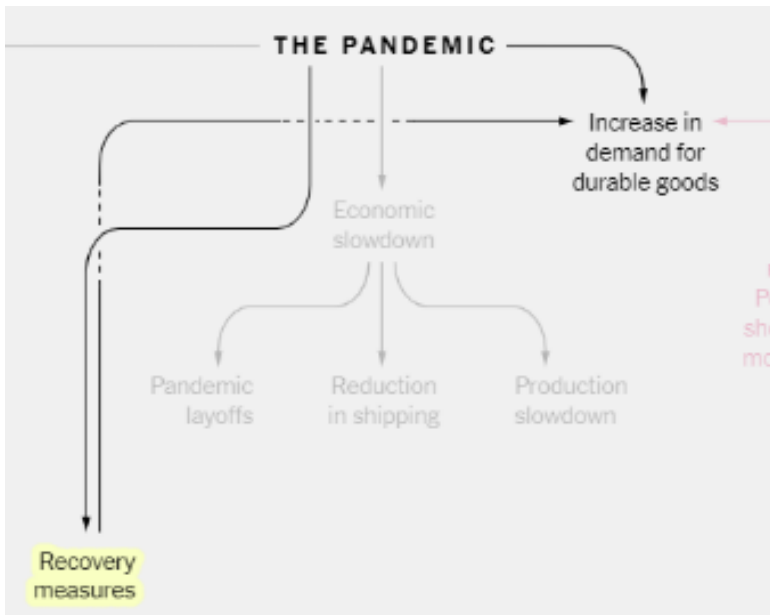 THE PANDEMIC
Increase in
demand for
durable goods
Economic
slowdown
Pandemic
layoffs
Reduction
in shipping
Production
slowdown
Recovery
measures